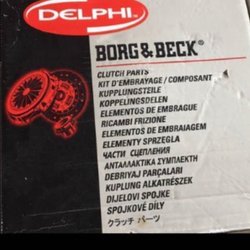 DELPHI
BORG & BECK®
CLUTCH PARTS
KIT D'EMBRAYAGE / COMPOSANT
KUPPLUNGSTEILE
KOPPELINGSDELEN
ELEMENTOS DE EMBRAGUE
RICAMBI FRIZIONE
ELEMENTOS DE EMBRAIAGEM
ELEMENTY SPRZEGLA
ЧАСТИ СЦЕПЛЕНИЯ
ΑΝΤΑΛΛΑΚΤΙΚΑ ΣΥΜΠΛΕΚΤΗ
DEBRIYAJ PARÇALARI
KUPLUNG ALKATRÉSZEK
DIJELOVI SPOJKE
SPOJKOVÉ DÍLY
クラッチ パーツ